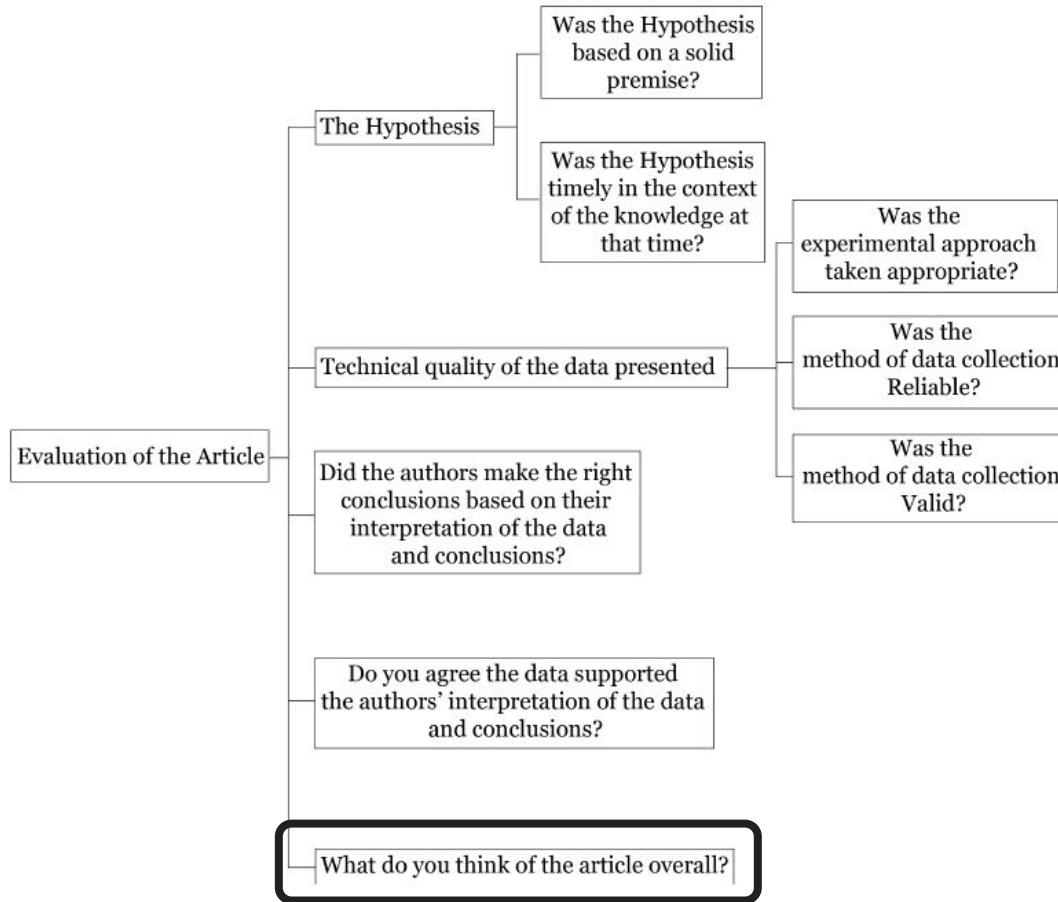 Was the Hypothesis
based on a solid
premise?
The Hypothesis
Was the Hypothesis
timely in the context
of the knowledge at
that time?
Was the
experimental approach
taken appropriate?
Technical quality of the data presented
Was the
method of data collection
Reliable?
Was the
method of data collection
Valid?
Evaluation of the Article
Did the authors make the right
conclusions based on their
interpretation of the data
and conclusions?
Do you agree the data supported
the authors’ interpretation of the data
and conclusions?
What do you think of the article overall?